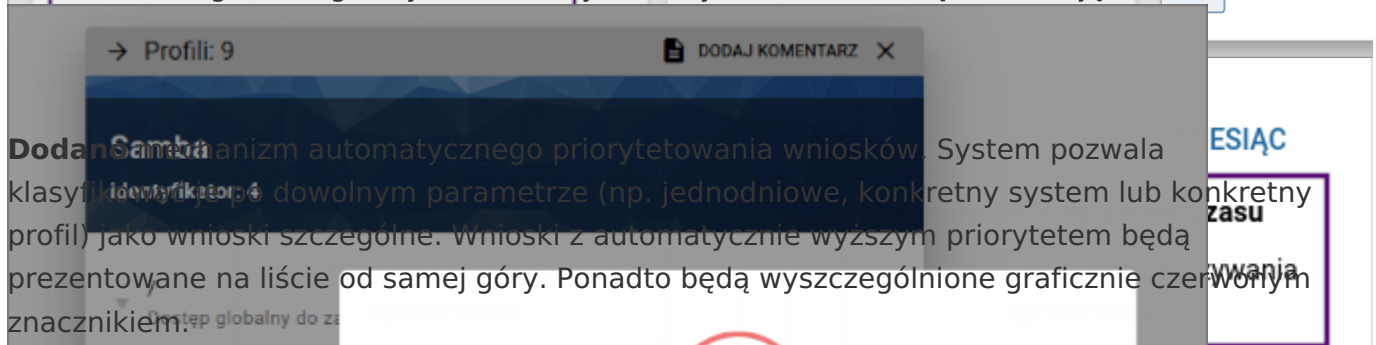 → Profili: 9 DODAJ KOMENTARZ ×
ESIĄC
Samba
Dodano mechanizm automatycznego priorytetowania wniosków. System pozwala
Identyfikator: 4
klasyfikować je po dowolnym parametrze (np. jednodniowe, konkretny system lub konkretny
zasu
profil) jako wnioski szczególne. Wnioski z automatycznie wyższym priorytetem będą
prezentowane na liście od samej góry. Ponadto będą wyszczególnione graficznie czerwonym
ywania
znacznikiem.
Dostęp globalny do za